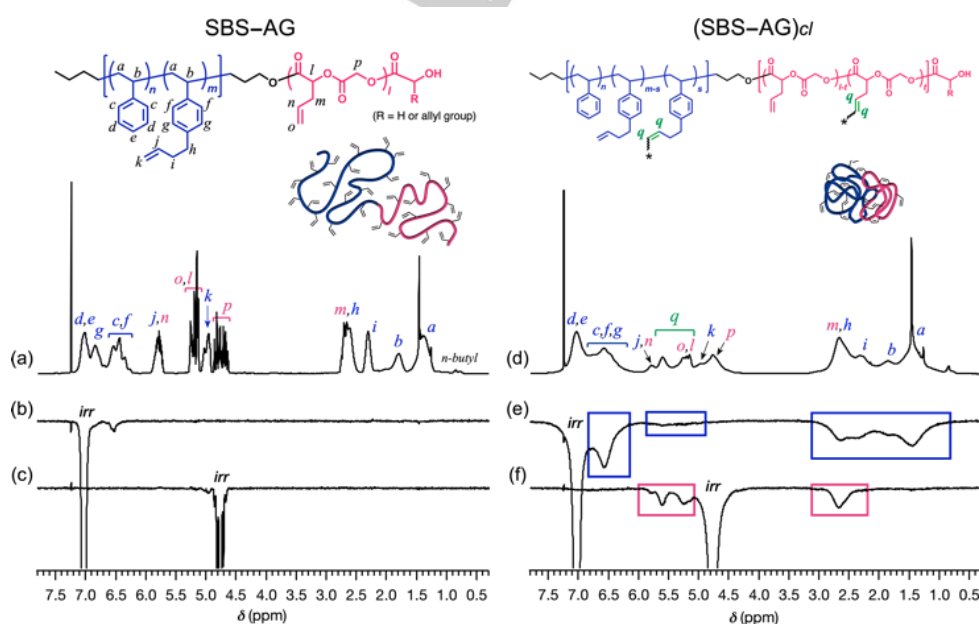 SBS–AG
(SBS–AG)cl
a b a b
n m
O
O l O p O
O O O OH
l t R
n m O O
o
(R = H or allyl group)
c c f f
d d g g
e
j h
k i
n m-s s
O O O O OH
l-t t R
O O
q q
q q
* *
(a) d,e g c,f j,n o,l k p m,h i b a n-butyl
(d) d,e c,f,g j,n q o,l k p m,h i b a
(b) irr
(e) irr
(c) irr
(f) irr
7.5 7.0 6.5 6.0 5.5 5.0 4.5 4.0 3.5 3.0 2.5 2.0 1.5 1.0 0.5
δ (ppm)
7.5 7.0 6.5 6.0 5.5 5.0 4.5 4.0 3.5 3.0 2.5 2.0 1.5 1.0 0.5
δ (ppm)